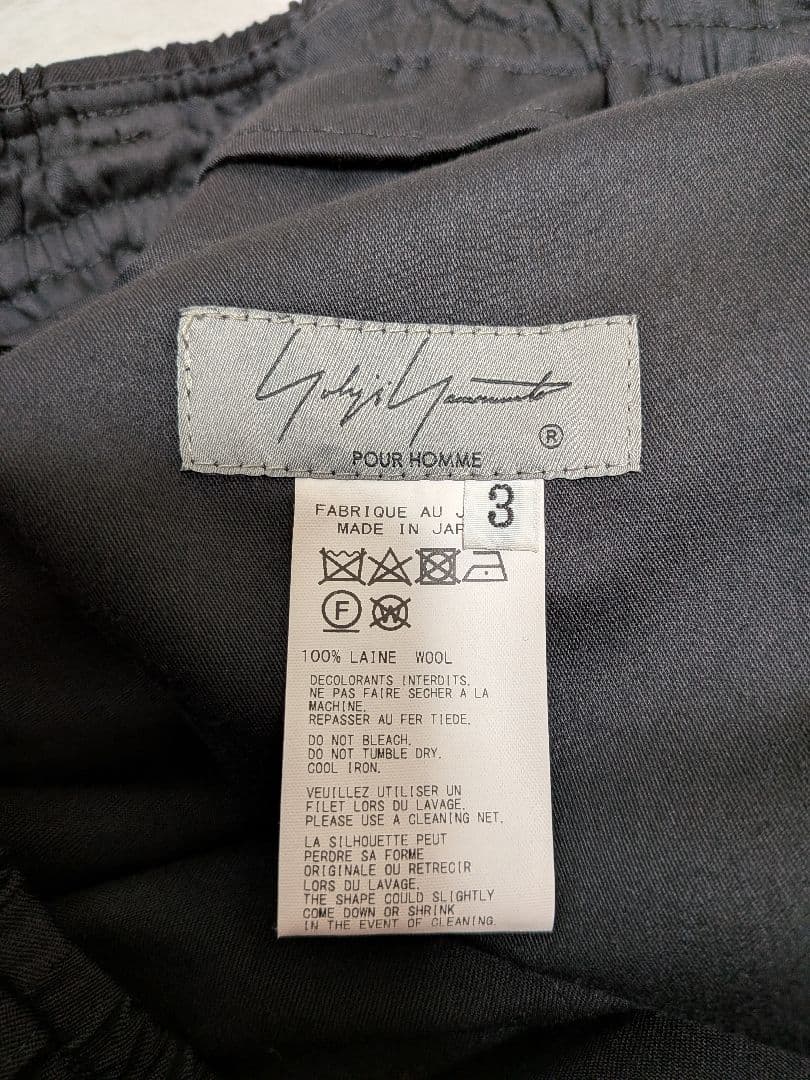 Yohji Yamamoto
®
POUR HOMME
3
FABRIQUE AU J
MADE IN JAP
F W
100% LAINE WOOL
DECOLORANTS INTERDITS.
NE PAS FAIRE SECHER A LA
MACHINE.
REPASSER AU FER TIEDE.
DO NOT BLEACH.
DO NOT TUMBLE DRY.
COOL IRON.
VEUILLEZ UTILISER UN
FILET LORS DU LAVAGE.
PLEASE USE A CLEANING NET.
LA SILHOUETTE PEUT
PERDRE SA FORME
ORIGINALE OU RETRECIR
LORS DU LAVAGE.
THE SHAPE COULD SLIGHTLY
COME DOWN OR SHRINK
IN THE EVENT OF CLEANING.